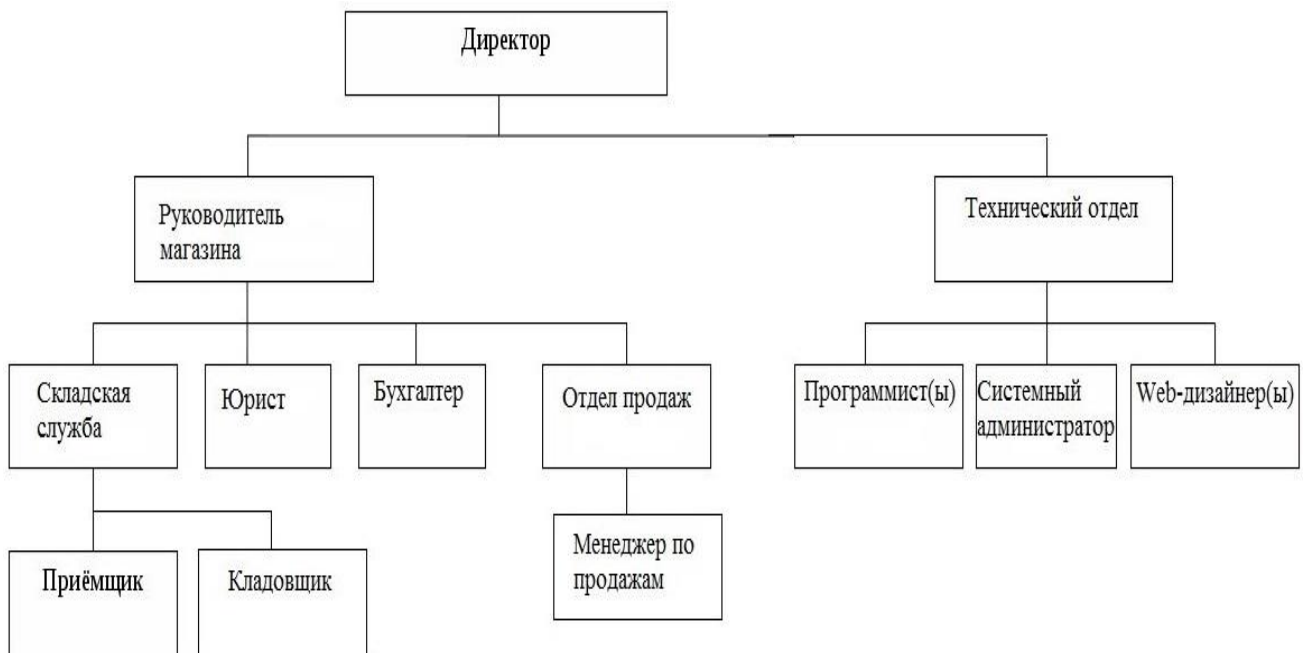 Директор
Руководитель
магазина
Технический отдел
Складская
служба
Юрист
Бухгалтер
Отдел продаж
Программист(ы)
Системный
администратор
Web-дизайнер(ы)
Приёмщик
Кладовщик
Менеджер по
продажам